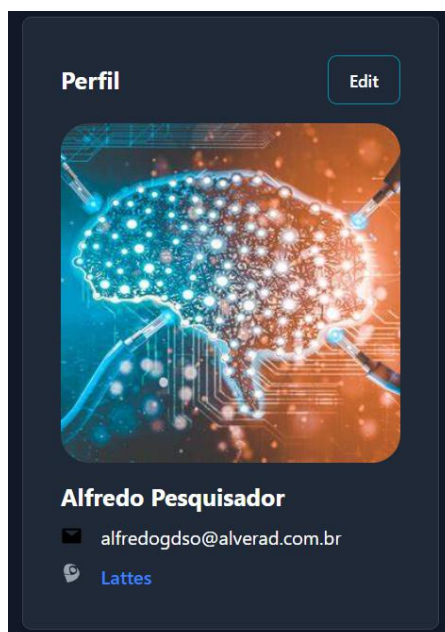 Perfil
Edit
Alfredo Pesquisador
alfredogdso@alverad.com.br
Lattes